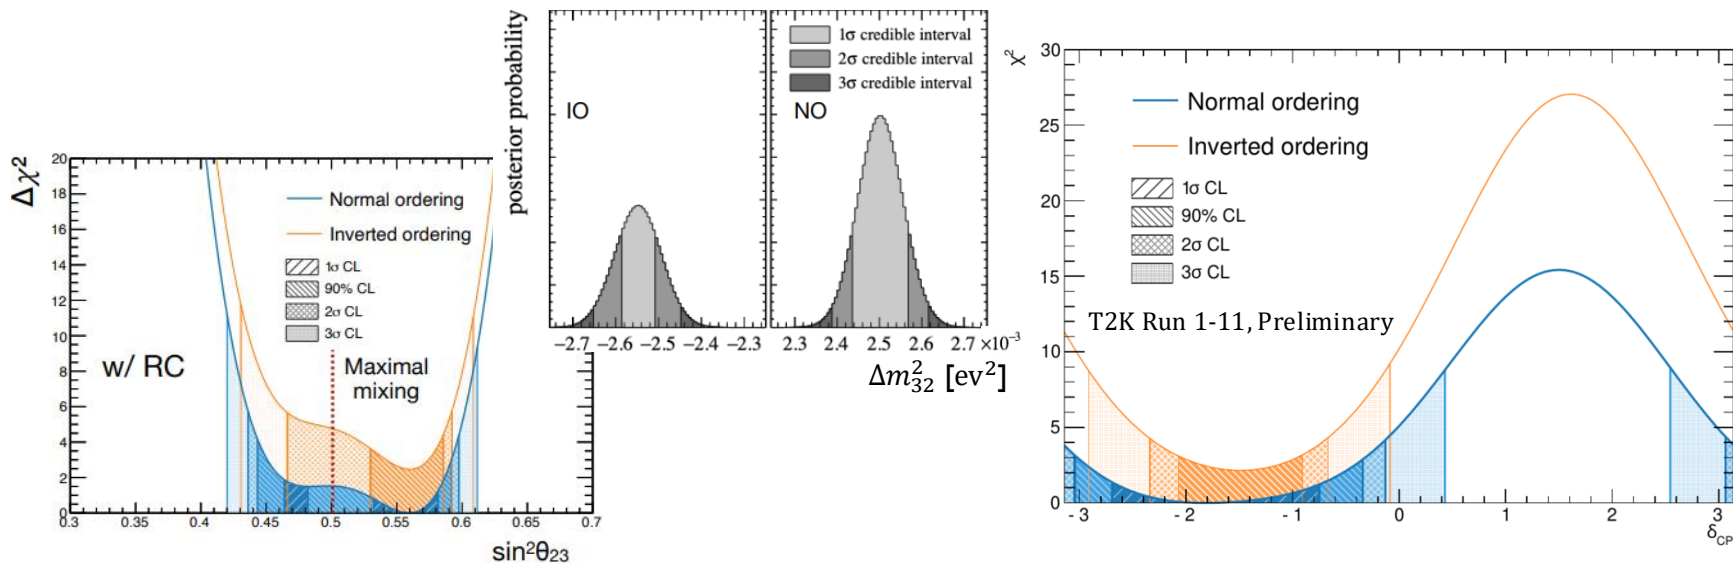 Δχ²
20
18
16
14
12
10
8
6
4
2
0
0.3
0.4
0.45
0.5
0.55
0.6
0.7
sin²θ₂₃
Normal ordering
Inverted ordering
1σ CL
90% CL
2σ CL
3σ CL
w/ RC
Maximal
mixing
posterior probability
IO
−2.7
−2.6
−2.5
−2.4
−2.3
1σ credible interval
2σ credible interval
3σ credible interval
NO
2.3
2.4
2.5
2.6
2.7 ×10⁻³
Δm²₃₂ [ev²]
χ²
30
25
20
15
10
5
0
Normal ordering
Inverted ordering
1σ CL
90% CL
2σ CL
3σ CL
T2K Run 1-11, Preliminary
- 3
- 2
- 1
0
1
2
3
δCP